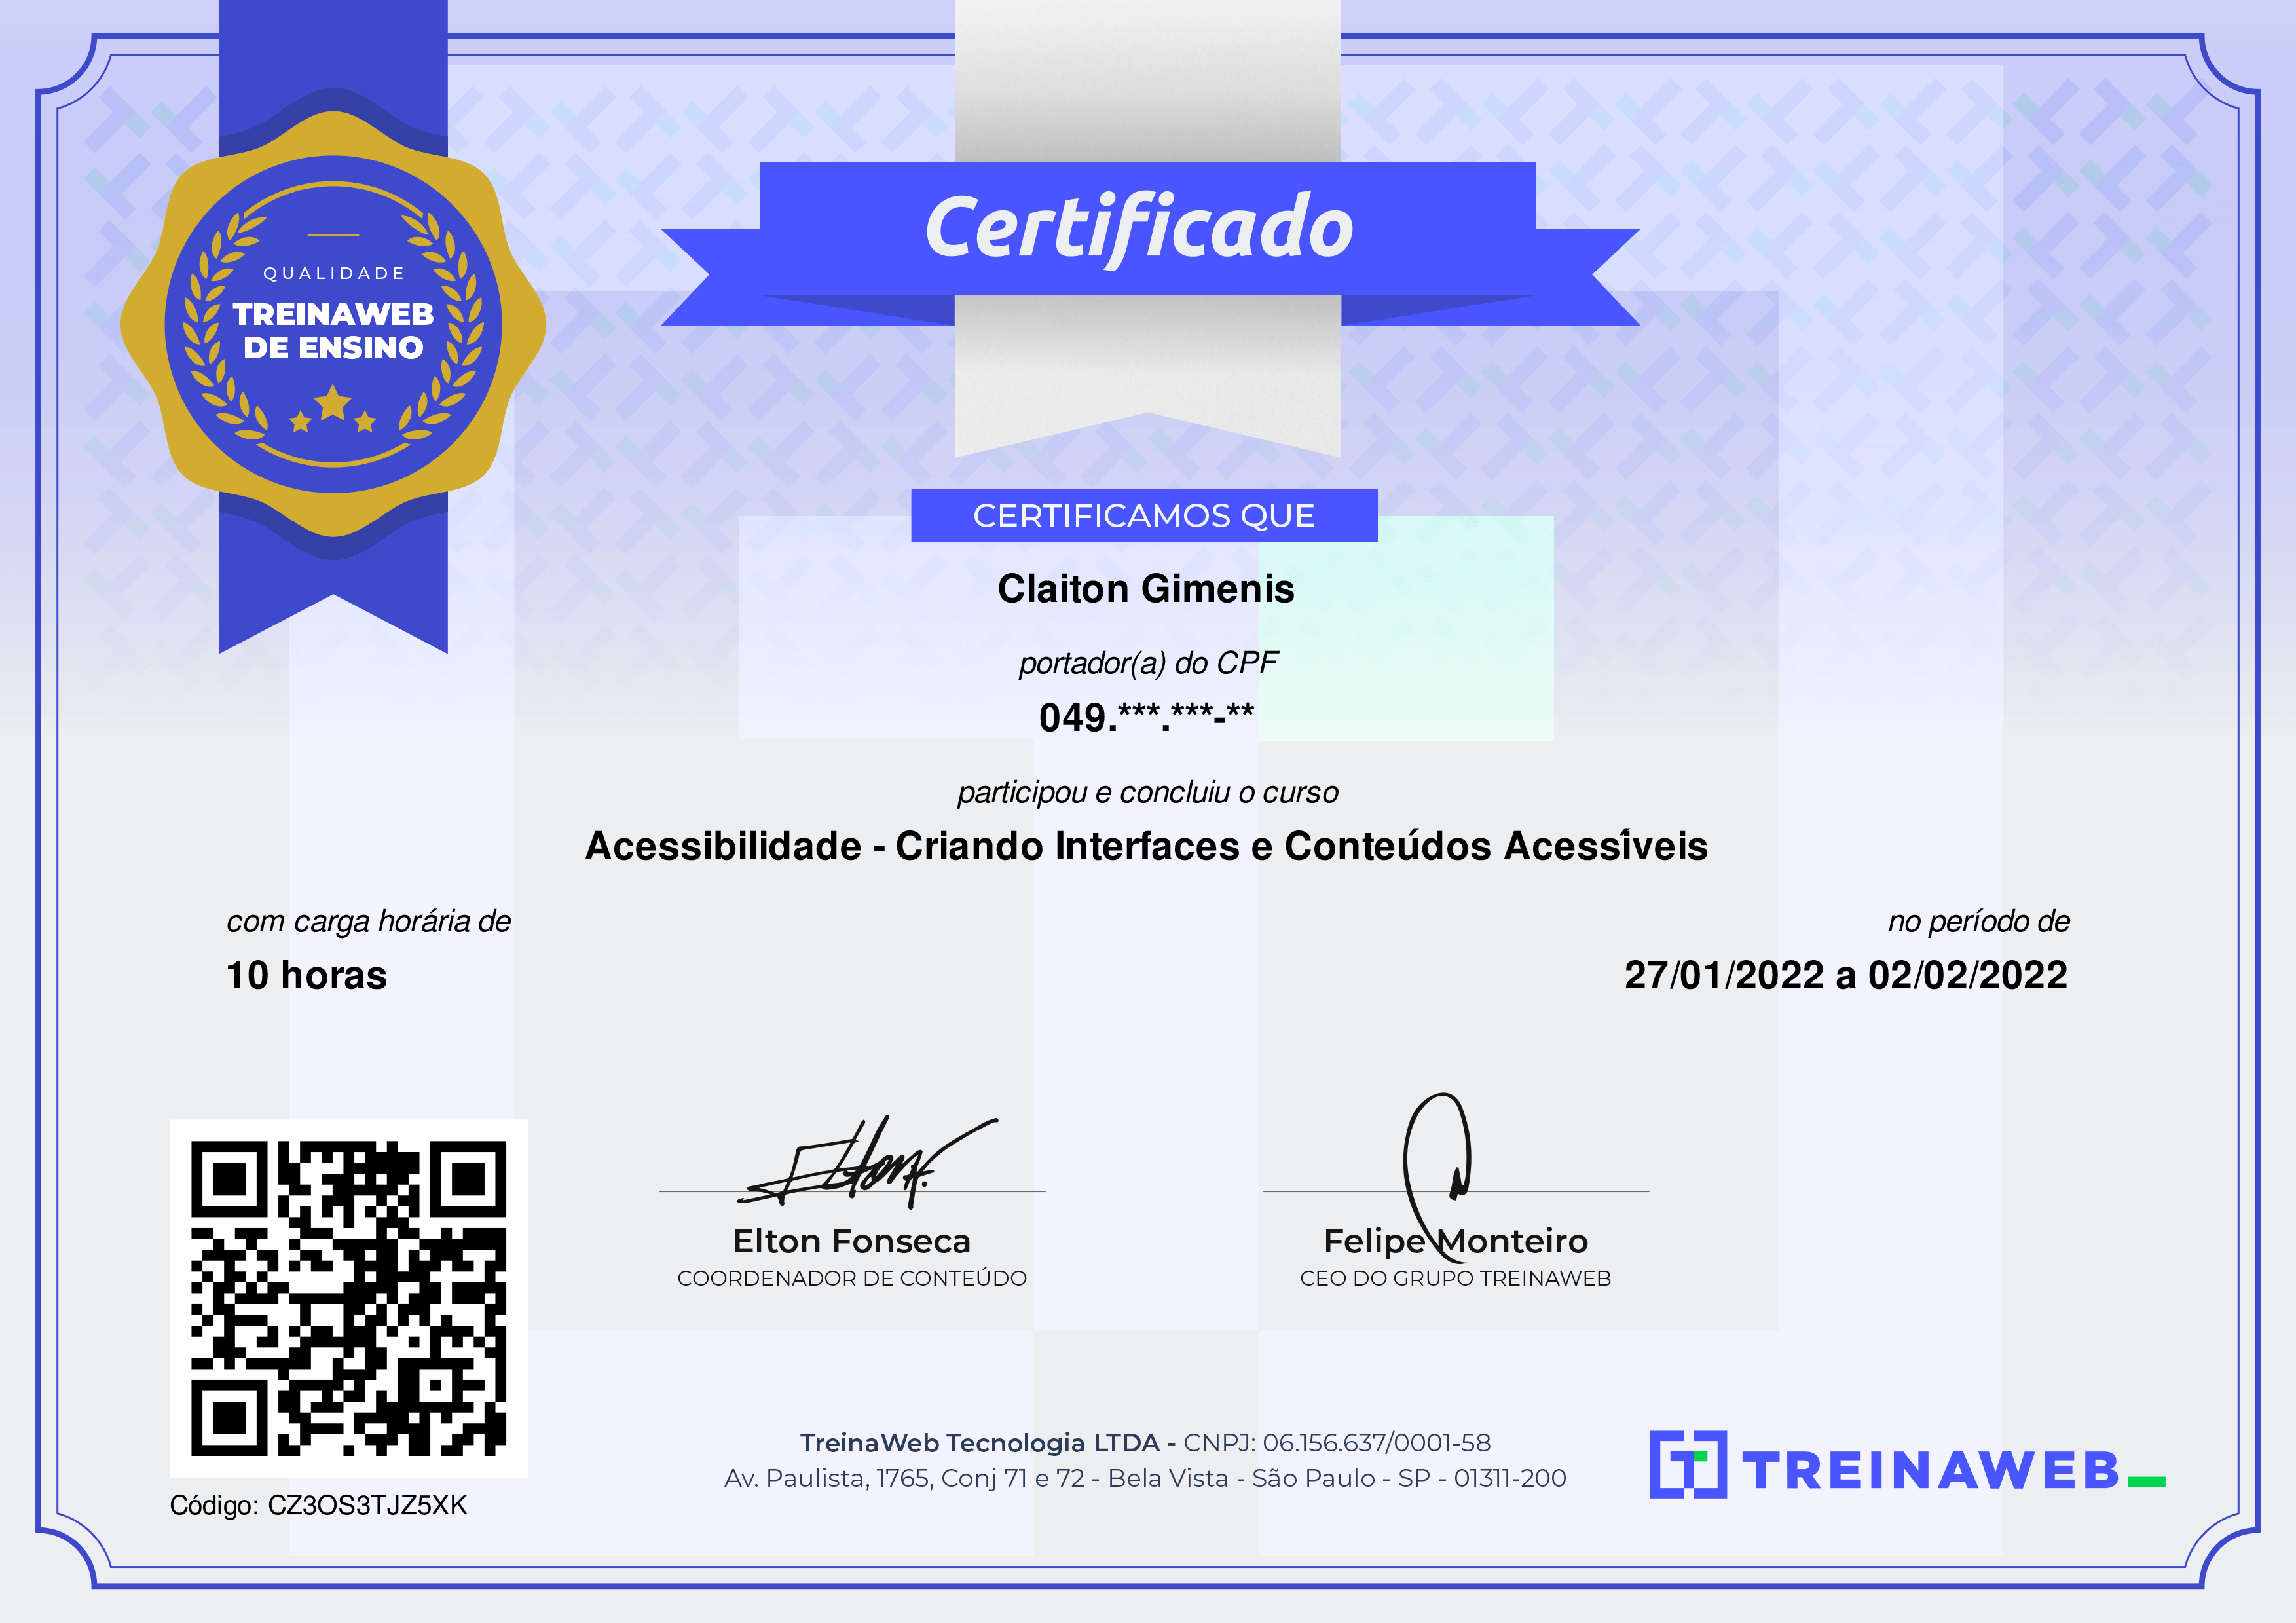 QUALIDADE
TREINAWEB
DE ENSINO
Certificado
CERTIFICAMOS QUE
Claiton Gimenis
portador(a) do CPF
049.***.***-**
participou e concluiu o curso
Acessibilidade - Criando Interfaces e Conteúdos Acessíveis
com carga horária de
10 horas
no período de
27/01/2022 a 02/02/2022
Elton Fonseca
COORDENADOR DE CONTEÚDO
Felipe Monteiro
CEO DO GRUPO TREINAWEB
TreinaWeb Tecnologia LTDA - CNPJ: 06.156.637/0001-58
Av. Paulista, 1765, Conj 71 e 72 - Bela Vista - São Paulo - SP - 01311-200
TREINAWEB
Código: CZ3OS3TJZ5XK